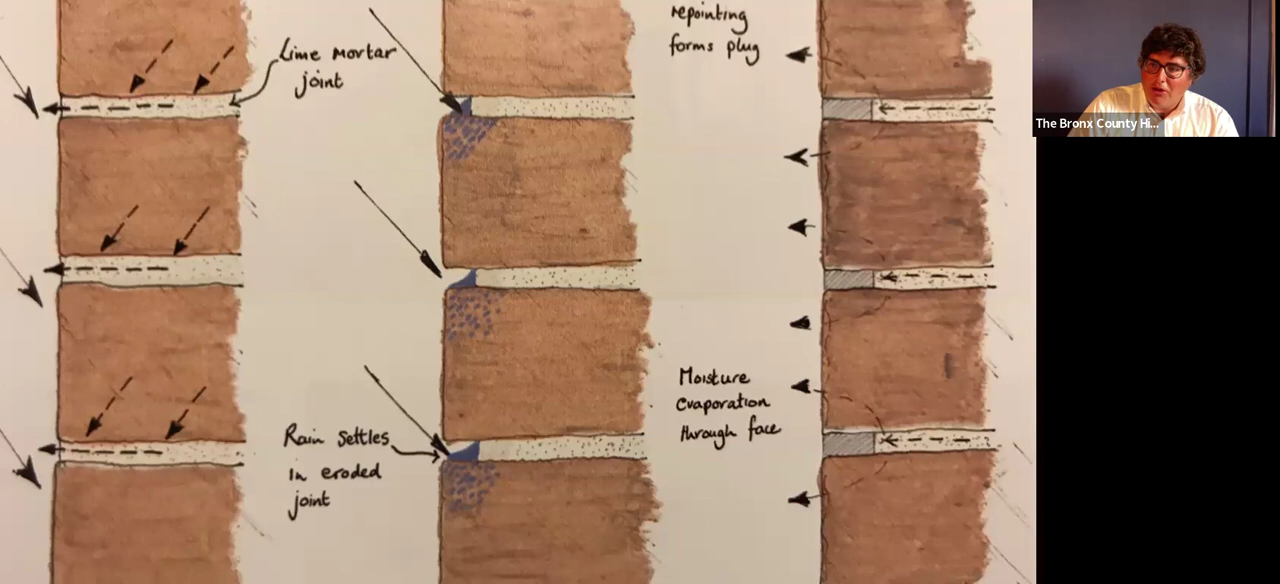 Lime mortar
joint
Rain settles
in eroded
joint
repointing
forms plug
Moisture
evaporation
through face
The Bronx County Hi...